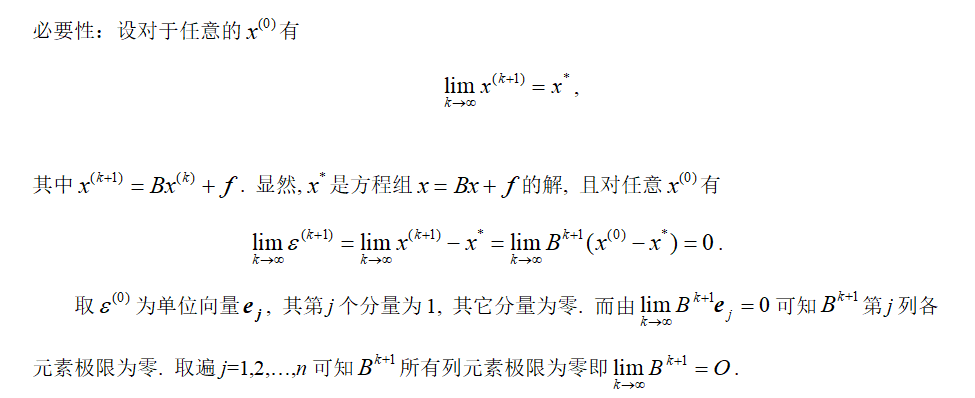 必要性：设对于任意的 $x^{(0)}$ 有
$\lim_{k\to\infty} x^{(k+1)} = x^{*},$
其中 $x^{(k+1)} = Bx^{(k)} + f$. 显然, $x^{*}$ 是方程组 $x = Bx + f$ 的解, 且对任意 $x^{(0)}$ 有
$\lim_{k\to\infty} \varepsilon^{(k+1)} = \lim_{k\to\infty} x^{(k+1)} - x^{*} = \lim_{k\to\infty} B^{k+1}(x^{(0)} - x^{*}) = 0.$
取 $\varepsilon^{(0)}$ 为单位向量 $e_j$, 其第 j 个分量为 1, 其它分量为零. 而由 $\lim_{k\to\infty} B^{k+1} e_j = 0$ 可知 $B^{k+1}$ 第 j 列各
元素极限为零. 取遍 j=1,2,…,n 可知 $B^{k+1}$ 所有列元素极限为零即 $\lim_{k\to\infty} B^{k+1} = O$.